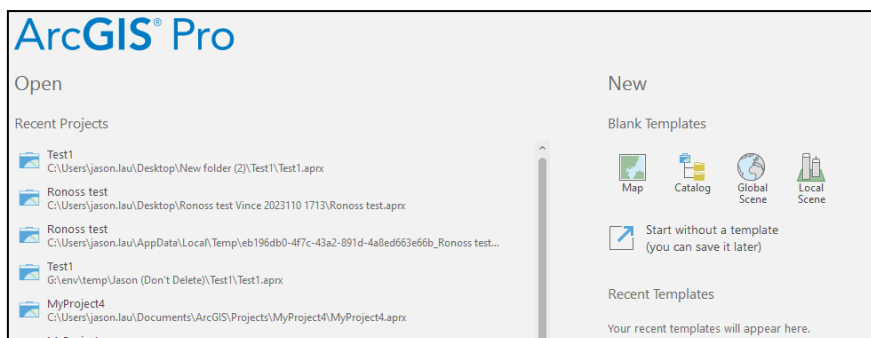 ArcGIS® Pro
Open
Recent Projects
Test1
C:\Users\jason.lau\Desktop\New folder (2)\Test1\Test1.aprx
Ronoss test
C:\Users\jason.lau\Desktop\Ronoss test Vince 2023110 1713\Ronoss test.aprx
Ronoss test
C:\Users\jason.lau\AppData\Local\Temp\eb196db0-4f7c-43a2-891d-4a8ed663e66b_Ronoss test...
Test1
G:\env\temp\Jason (Don't Delete)\Test1\Test1.aprx
MyProject4
C:\Users\jason.lau\Documents\ArcGIS\Projects\MyProject4\MyProject4.aprx
New
Blank Templates
Map
Catalog
Global
Scene
Local
Scene
Start without a template
(you can save it later)
Recent Templates
Your recent templates will appear here.